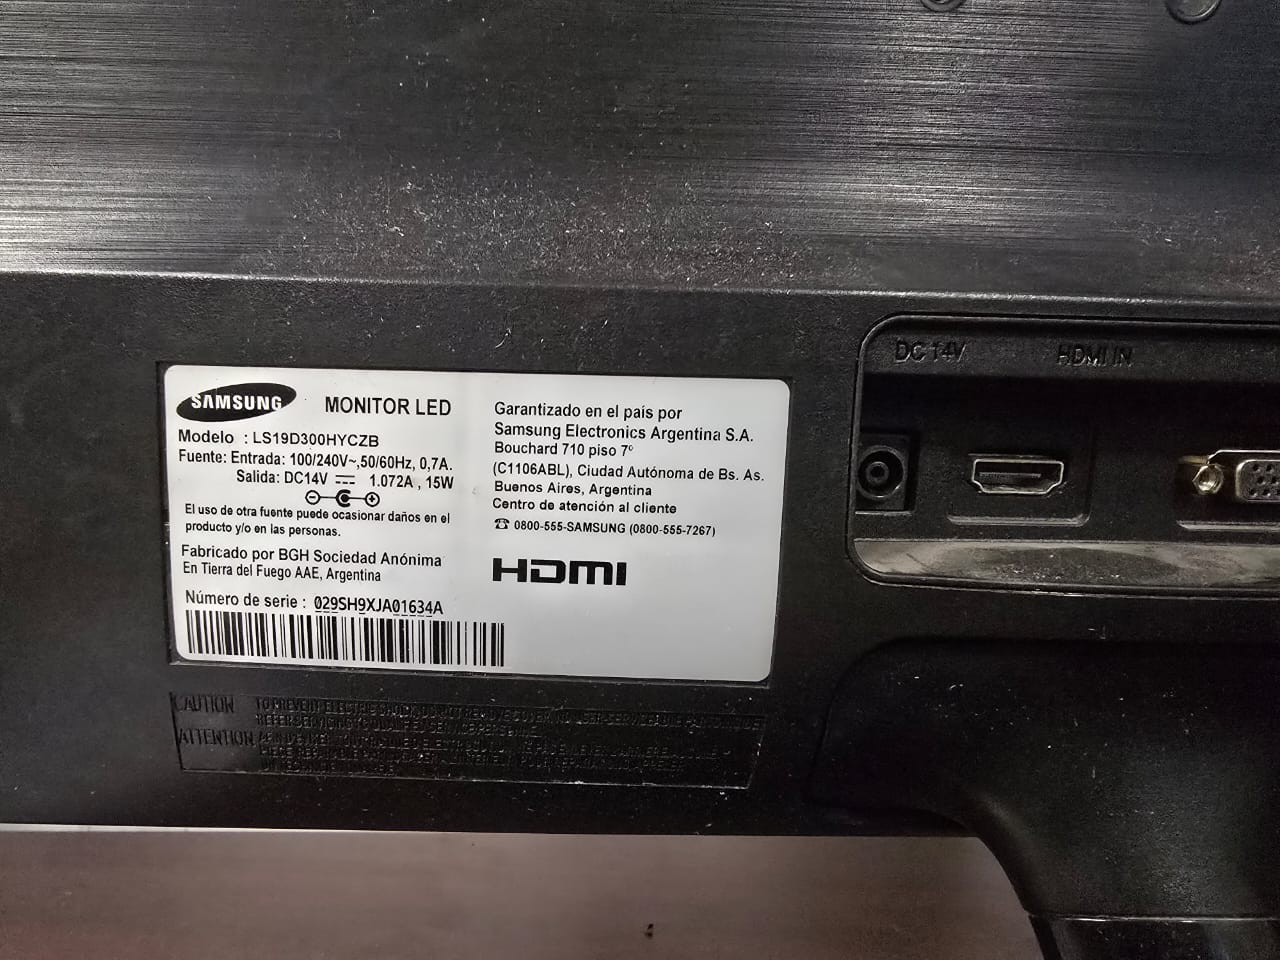 DC 14V
HDMI IN
SAMSUNG
MONITOR LED
Modelo : LS19D300HYCZB
Fuente: Entrada: 100/240V~,50/60Hz, 0,7A.
Salida: DC14V ⎓ 1.072A , 15W
El uso de otra fuente puede ocasionar daños en el
producto y/o en las personas.
Fabricado por BGH Sociedad Anónima
En Tierra del Fuego AAE, Argentina
Número de serie : 029SH9XJA01634A
Garantizado en el país por
Samsung Electronics Argentina S.A.
Bouchard 710 piso 7º
(C1106ABL), Ciudad Autónoma de Bs. As.
Buenos Aires, Argentina
Centro de atención al cliente
☎ 0800-555-SAMSUNG (0800-555-7267)
HDMI
CAUTION
ATTENTION